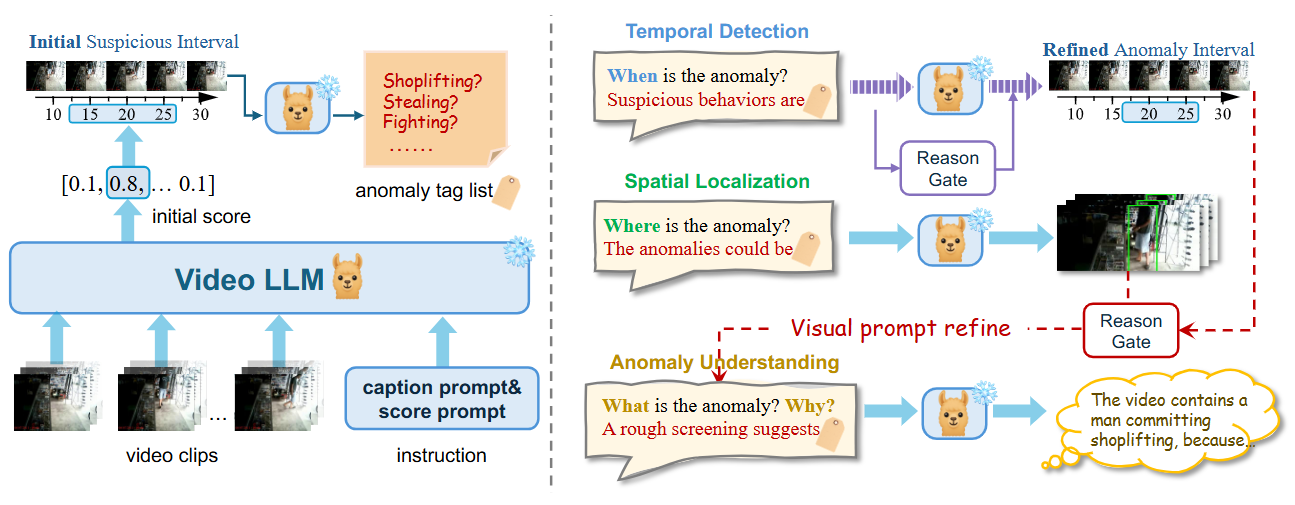 Initial Suspicious Interval
10 15 20 25 30
Shoplifting?
Stealing?
Fighting?
......
anomaly tag list
[0.1, 0.8, ... 0.1]
initial score
Video LLM
...
caption prompt&
score prompt
video clips
instruction
Temporal Detection
When is the anomaly?
Suspicious behaviors are
Refined Anomaly Interval
10 15 20 25 30
Reason
Gate
Spatial Localization
Where is the anomaly?
The anomalies could be
Visual prompt refine
Reason
Gate
Anomaly Understanding
What is the anomaly? Why?
A rough screening suggests
The video contains a
man committing
shoplifting, because...